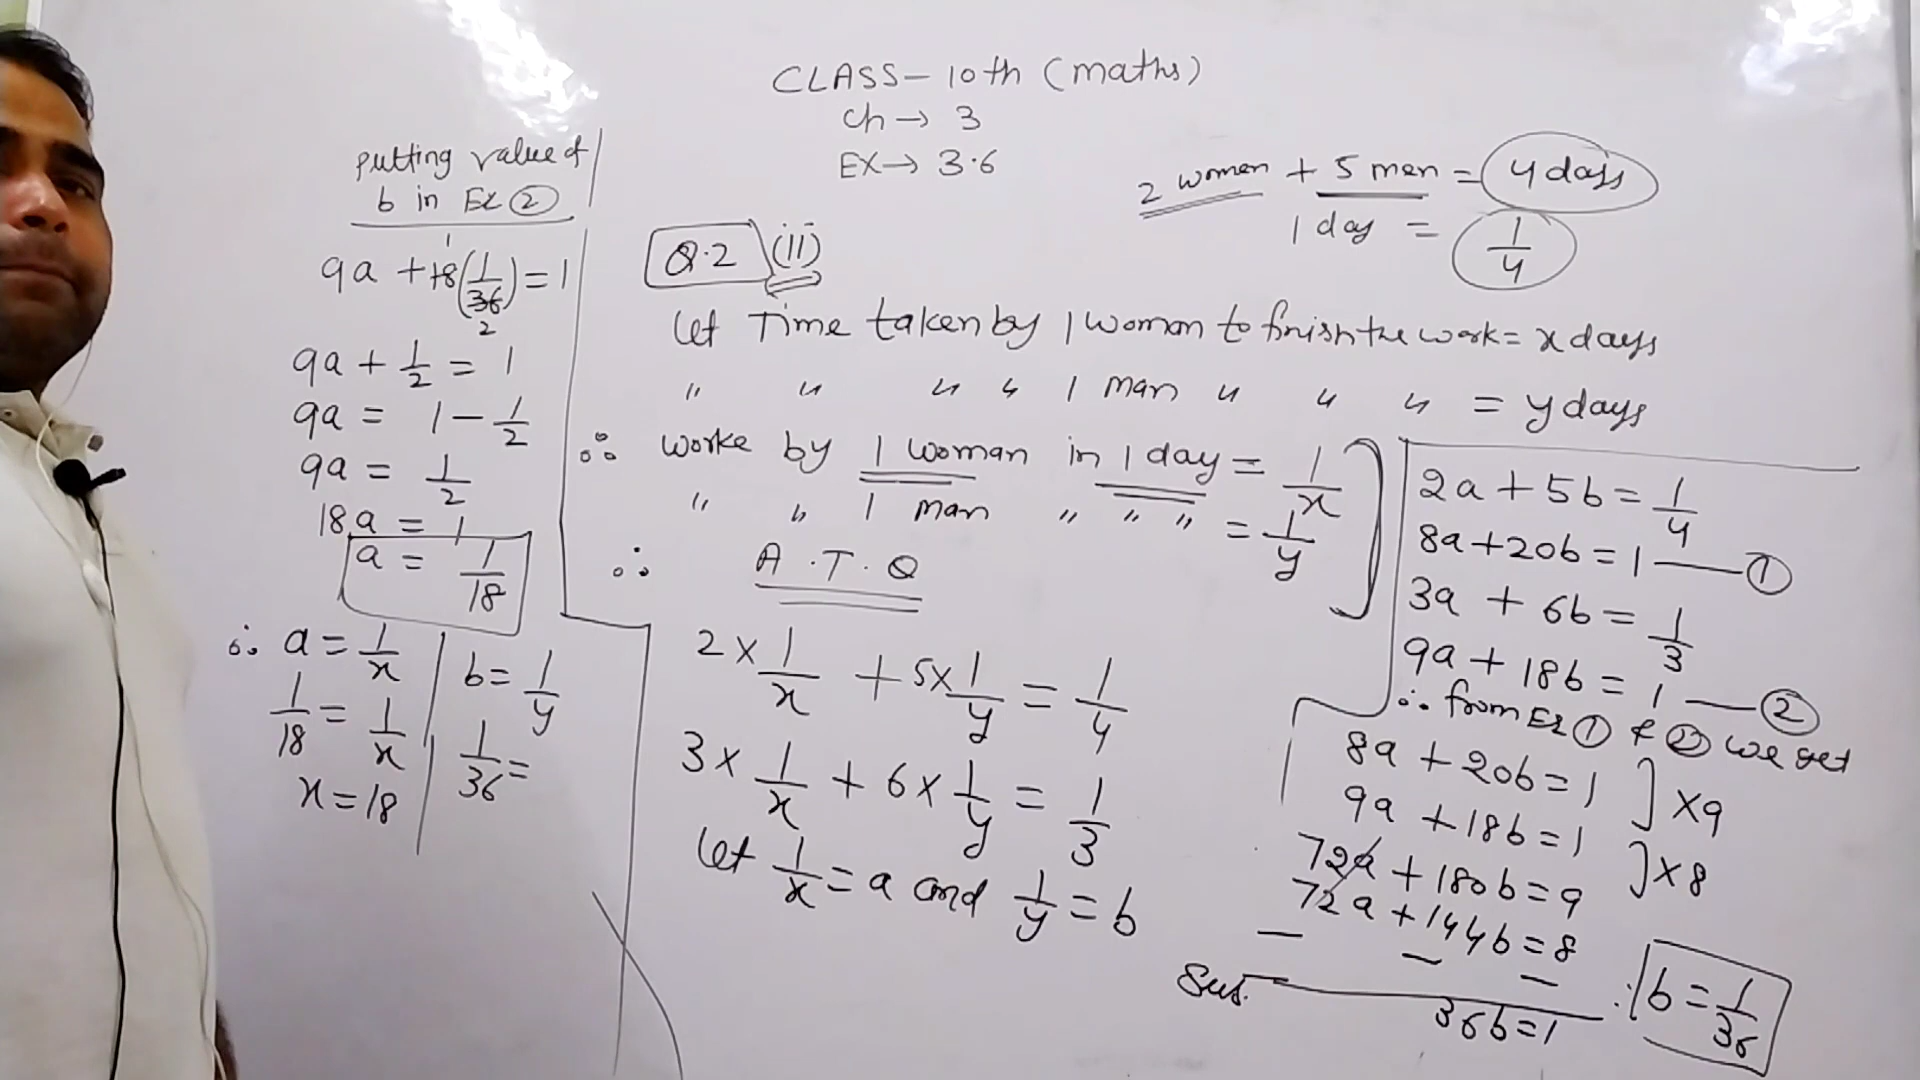 CLASS - 10th (maths)
Ch → 3
EX → 3.6
2 women + 5 men = 4 days
1 day = 1/4
Q.2 (ii)
Let Time taken by 1 woman to finish the work = x days
" " " " 1 man " " " = y days
∴ worke by 1 woman in 1 day = 1/x
" " 1 man " " " = 1/y
∴ A.T.Q
2 × 1/x + 5 × 1/y = 1/4
3 × 1/x + 6 × 1/y = 1/3
Let 1/x = a and 1/y = b
2a + 5b = 1/4
8a + 20b = 1 — ①
3a + 6b = 1/3
9a + 18b = 1 — ②
∴ from Eq ① & ② we get
8a + 20b = 1 ] × 9
9a + 18b = 1 ] × 8
72a + 180b = 9
72a + 144b = 8
— — —
Sub.
36b = 1
∴ b = 1/36
putting value of
b in Eq ②
9a + 18 1 (1/36 2) = 1
9a + 1/2 = 1
9a = 1 - 1/2
9a = 1/2
18a = 1
a = 1/18
∴ a = 1/x
1/18 = 1/x
x = 18
b = 1/y
1/36 =